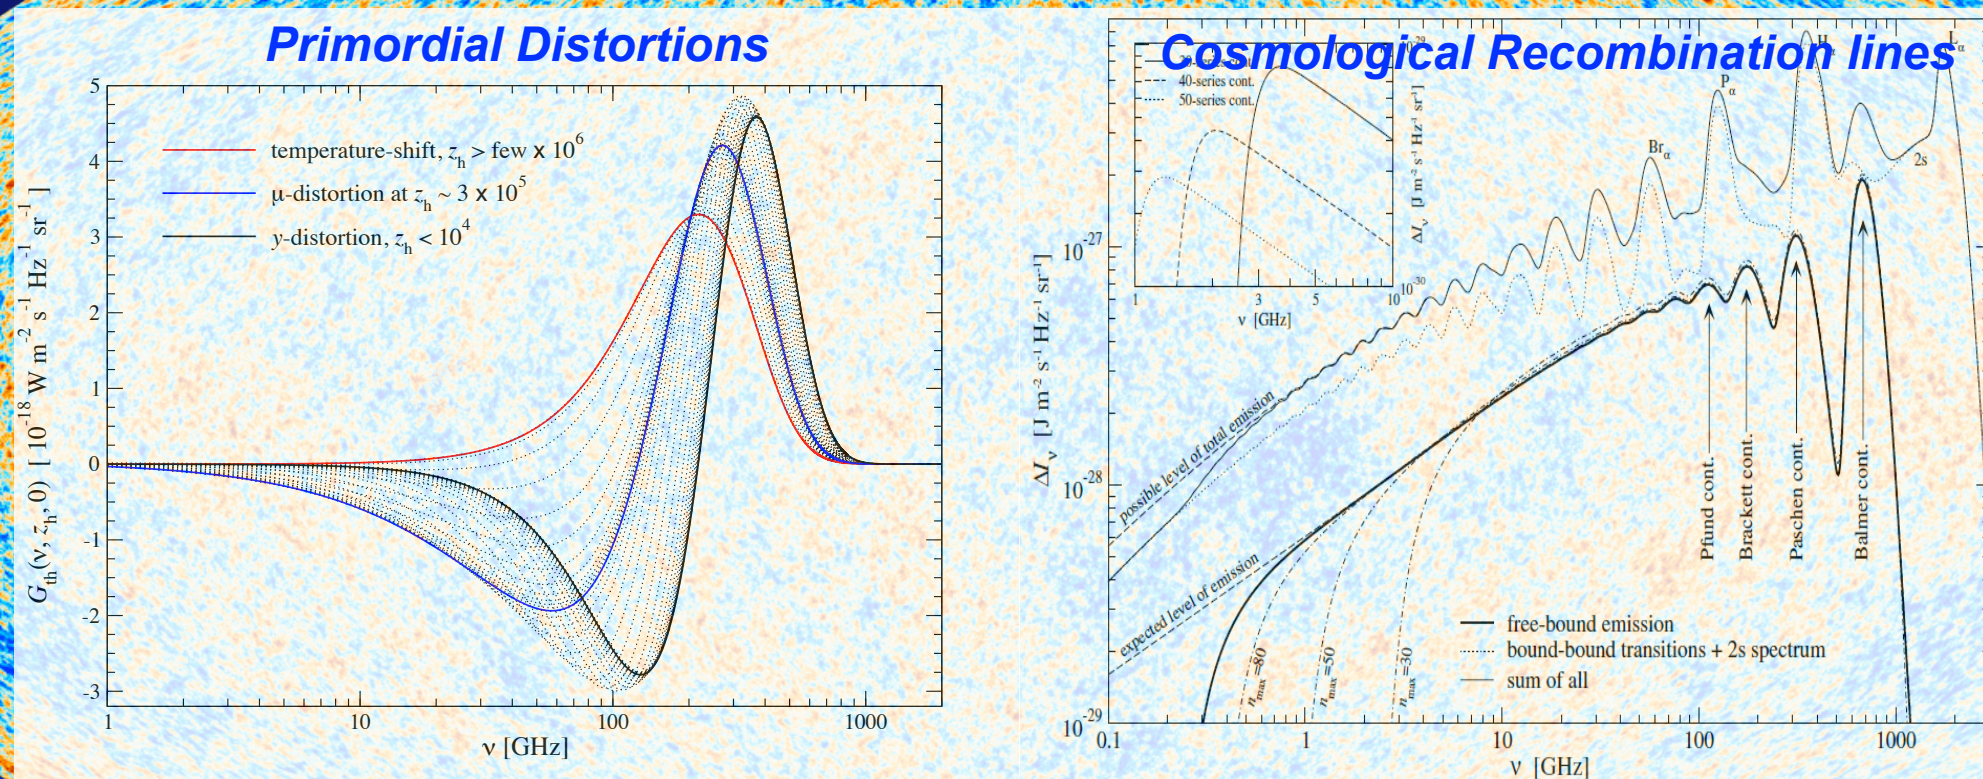 Primordial Distortions
5
4
3
2
1
0
-1
-2
-3
temperature-shift, z_h > few x 10^6
μ-distortion at z_h ~ 3 x 10^5
y-distortion, z_h < 10^4
G_th(ν, z_h, 0) [ 10^-18 W m^-2 s^-1 Hz^-1 sr^-1 ]
1 10 100 1000
ν [GHz]
Cosmological Recombination lines
40-series cont.
50-series cont.
10^-29
10^-30
ΔI_ν [J m^-2 s^-1 Hz^-1 sr^-1]
1 3 5 10
ν [GHz]
Br_α
P_α
H_α
L_α
2s
10^-27
10^-28
10^-29
ΔI_ν [J m^-2 s^-1 Hz^-1 sr^-1]
possible level of total emission
expected level of emission
n_max=80
n_max=50
n_max=30
Pfund cont.
Brackett cont.
Paschen cont.
Balmer cont.
free-bound emission
bound-bound transitions + 2s spectrum
sum of all
0.1 1 10 100 1000
ν [GHz]